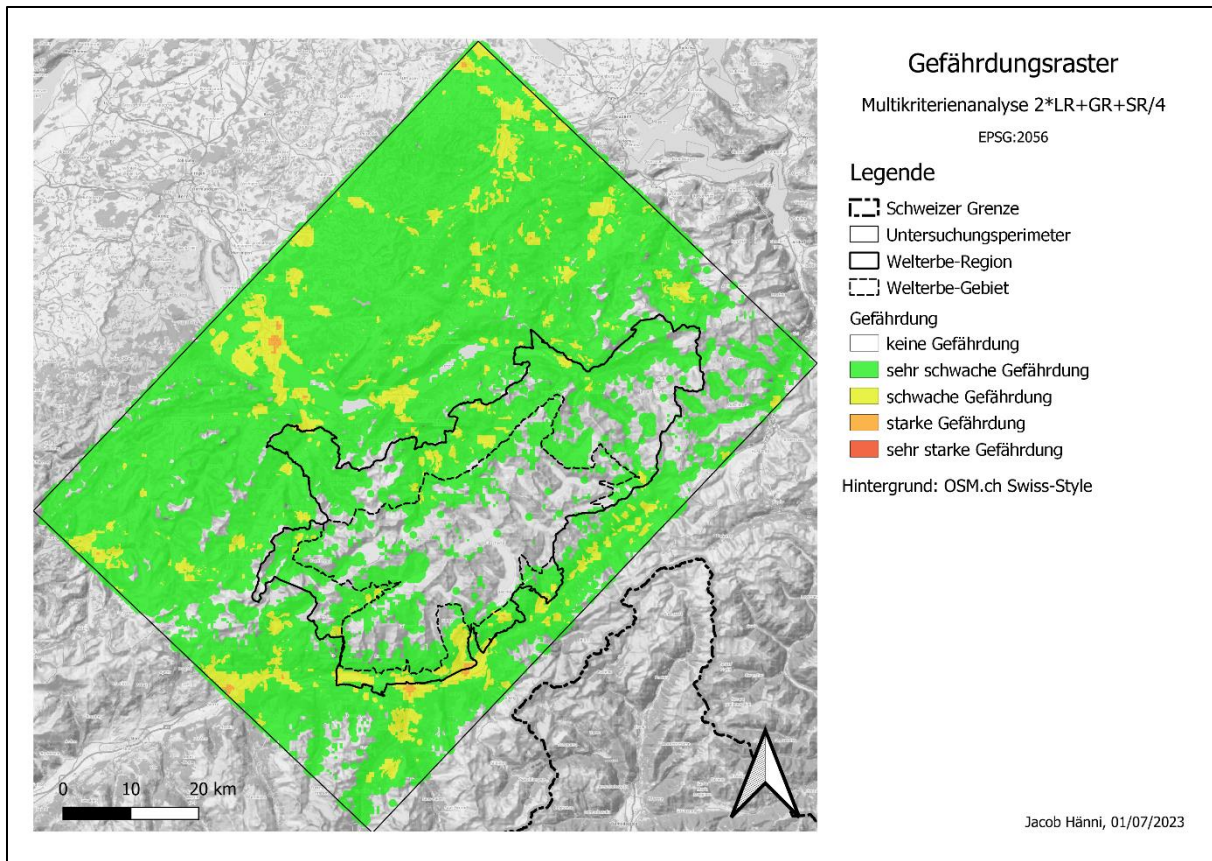 Gefährdungsraster
Multikriterienanalyse 2*LR+GR+SR/4
EPSG:2056
Legende
Schweizer Grenze
Untersuchungsperimeter
Welterbe-Region
Welterbe-Gebiet
Gefährdung
keine Gefährdung
sehr schwache Gefährdung
schwache Gefährdung
starke Gefährdung
sehr starke Gefährdung
Hintergrund: OSM.ch Swiss-Style
0 10 20 km
Jacob Hänni, 01/07/2023